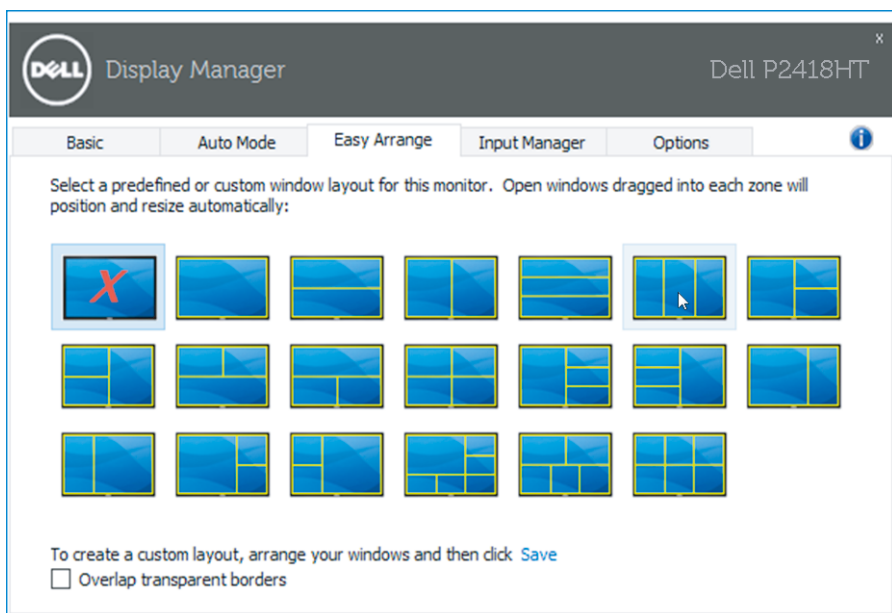 DELL Display Manager Dell P2418HT x
Basic Auto Mode Easy Arrange Input Manager Options i
Select a predefined or custom window layout for this monitor. Open windows dragged into each zone will
position and resize automatically:
X
To create a custom layout, arrange your windows and then click Save
Overlap transparent borders